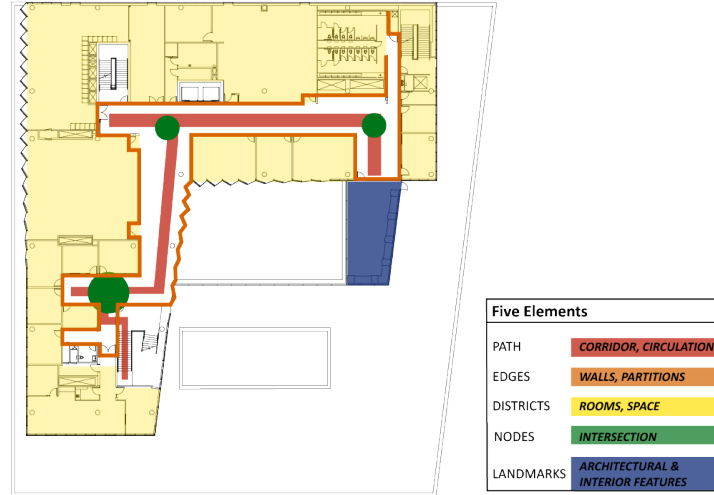 Five Elements
PATH CORRIDOR, CIRCULATION
EDGES WALLS, PARTITIONS
DISTRICTS ROOMS, SPACE
NODES INTERSECTION
LANDMARKS ARCHITECTURAL &
INTERIOR FEATURES